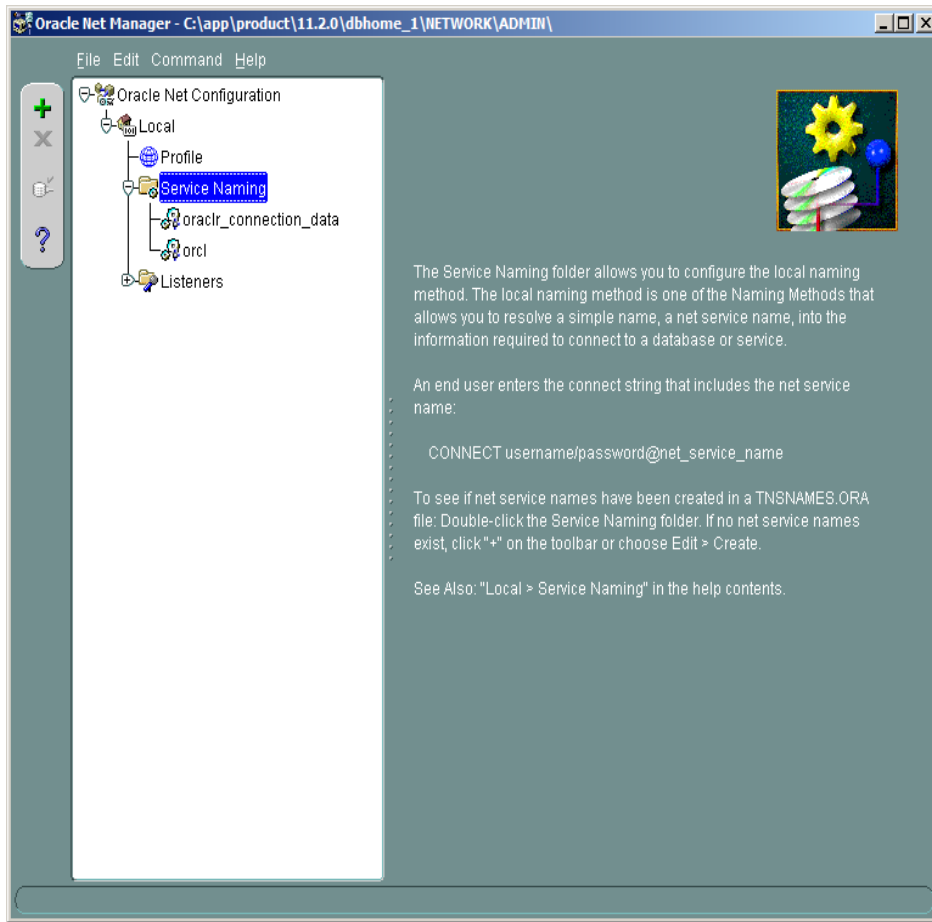 Oracle Net Manager - C:\app\product\11.2.0\dbhome_1\NETWORK\ADMIN\
File Edit Command Help
Oracle Net Configuration
Local
Profile
Service Naming
oraclr_connection_data
orcl
Listeners
The Service Naming folder allows you to configure the local naming
method. The local naming method is one of the Naming Methods that
allows you to resolve a simple name, a net service name, into the
information required to connect to a database or service.
An end user enters the connect string that includes the net service
name:
CONNECT username/password@net_service_name
To see if net service names have been created in a TNSNAMES.ORA
file: Double-click the Service Naming folder. If no net service names
exist, click "+" on the toolbar or choose Edit > Create.
See Also: "Local > Service Naming" in the help contents.